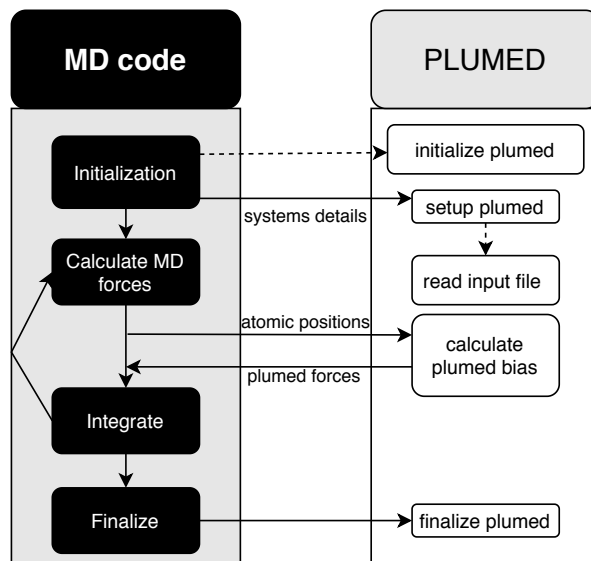 MD code
PLUMED
Initialization
initialize plumed
systems details
setup plumed
Calculate MD
forces
read input file
atomic positions
calculate
plumed bias
plumed forces
Integrate
Finalize
finalize plumed